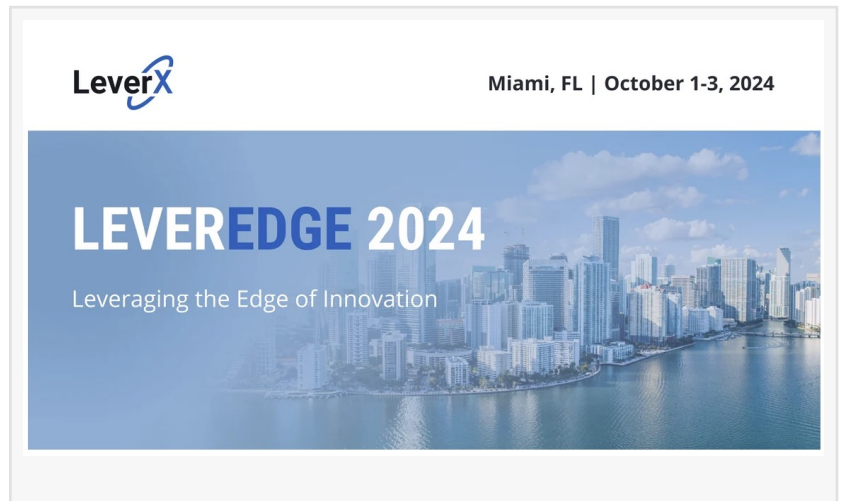 LeverX
Miami, FL | October 1-3, 2024
LEVEREDGE 2024
Leveraging the Edge of Innovation